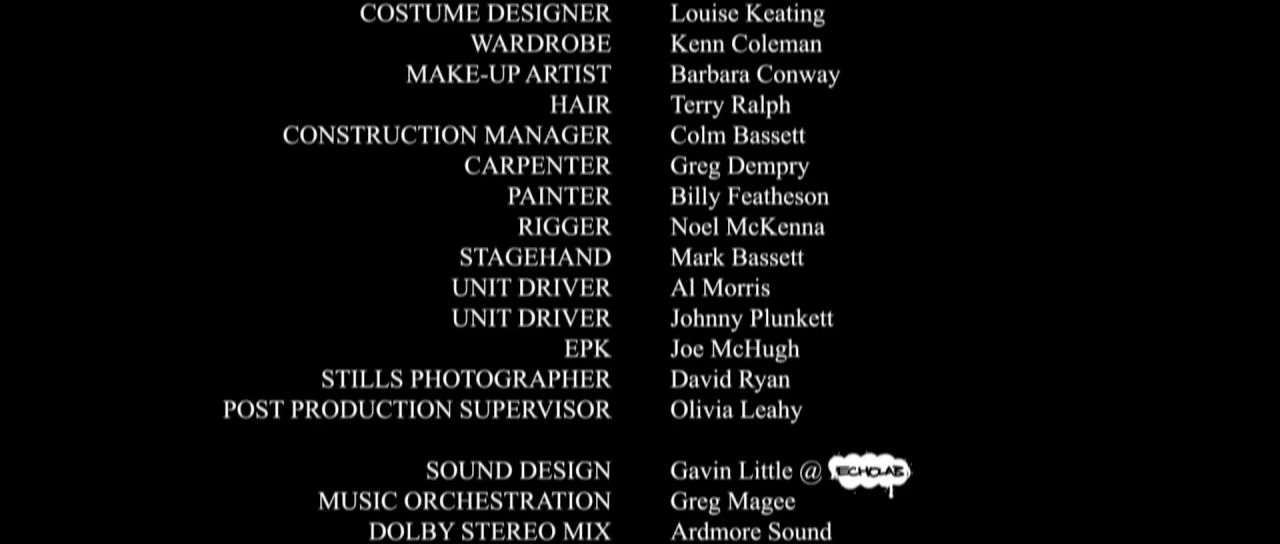 COSTUME DESIGNER Louise Keating
WARDROBE Kenn Coleman
MAKE-UP ARTIST Barbara Conway
HAIR Terry Ralph
CONSTRUCTION MANAGER Colm Bassett
CARPENTER Greg Dempry
PAINTER Billy Featheson
RIGGER Noel McKenna
STAGEHAND Mark Bassett
UNIT DRIVER Al Morris
UNIT DRIVER Johnny Plunkett
EPK Joe McHugh
STILLS PHOTOGRAPHER David Ryan
POST PRODUCTION SUPERVISOR Olivia Leahy
SOUND DESIGN Gavin Little @ ECHOLAB
MUSIC ORCHESTRATION Greg Magee
DOLBY STEREO MIX Ardmore Sound